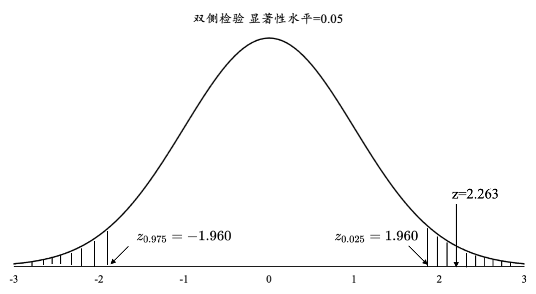 双侧检验 显著性水平=0.05
z=2.263
z₀.₉₇₅ = −1.960
z₀.₀₂₅ = 1.960
-3 -2 -1 0 1 2 3